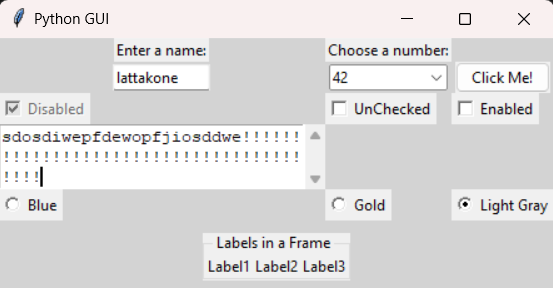 Python GUI
Enter a name:
Choose a number:
lattakone
42
Click Me!
Disabled
UnChecked
Enabled
sdosdiwepfdewopfjiosddwe!!!!!!
!!!!!!!!!!!!!!!!!!!!!!!!!!!!!!
!!!!
Blue
Gold
Light Gray
Labels in a Frame
Label1 Label2 Label3